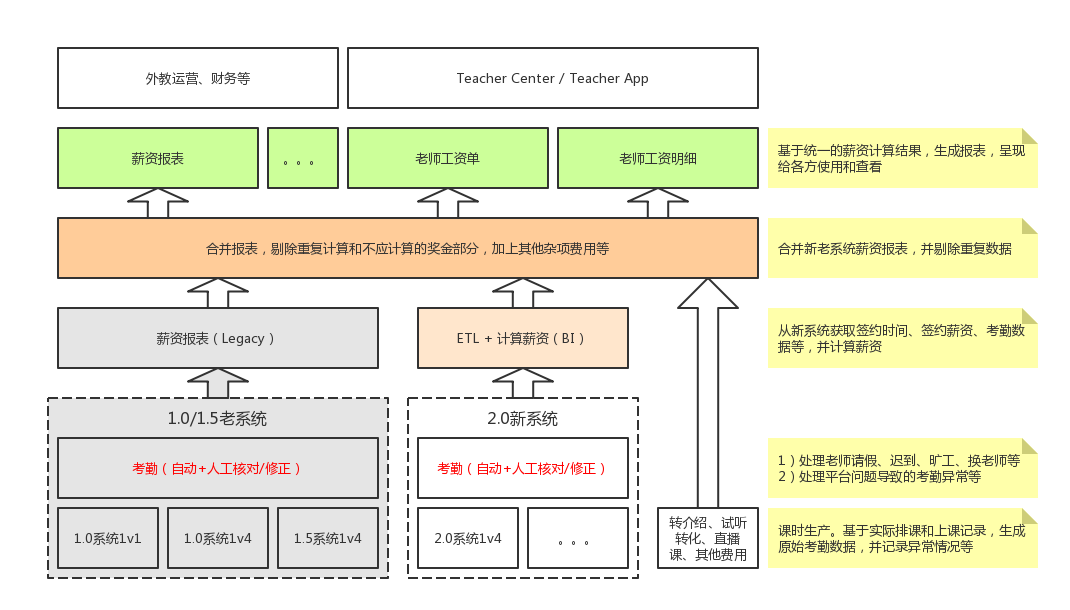 外教运营、财务等
Teacher Center / Teacher App
薪资报表
。。。
老师工资单
老师工资明细
基于统一的薪资计算结果，生成报表，呈现
给各方使用和查看
合并报表，剔除重复计算和不应计算的奖金部分，加上其他杂项费用等
合并新老系统薪资报表，并剔除重复数据
薪资报表（Legacy）
ETL + 计算薪资（BI）
从新系统获取签约时间、签约薪资、考勤数
据等，并计算薪资
1.0/1.5老系统
2.0新系统
考勤（自动+人工核对/修正）
考勤（自动+人工核对/修正）
1）处理老师请假、迟到、旷工、换老师等
2）处理平台问题导致的考勤异常等
1.0系统1v1
1.0系统1v4
1.5系统1v4
2.0系统1v4
。。。
转介绍、试听
转化、直播
课、其他费用
课时生产。基于实际排课和上课记录，生成
原始考勤数据，并记录异常情况等